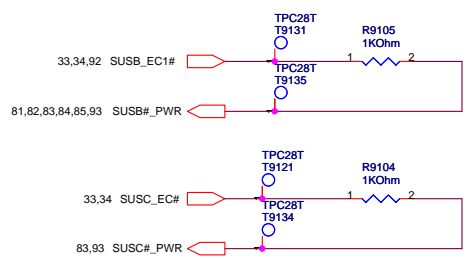 TPC28T
T9131
R9105
1KOhm
33,34,92 SUSB_EC1# 1 2
TPC28T
T9135
81,82,83,84,85,93 SUSB#_PWR
TPC28T
T9121
R9104
1KOhm
33,34 SUSC_EC# 1 2
TPC28T
T9134
83,93 SUSC#_PWR